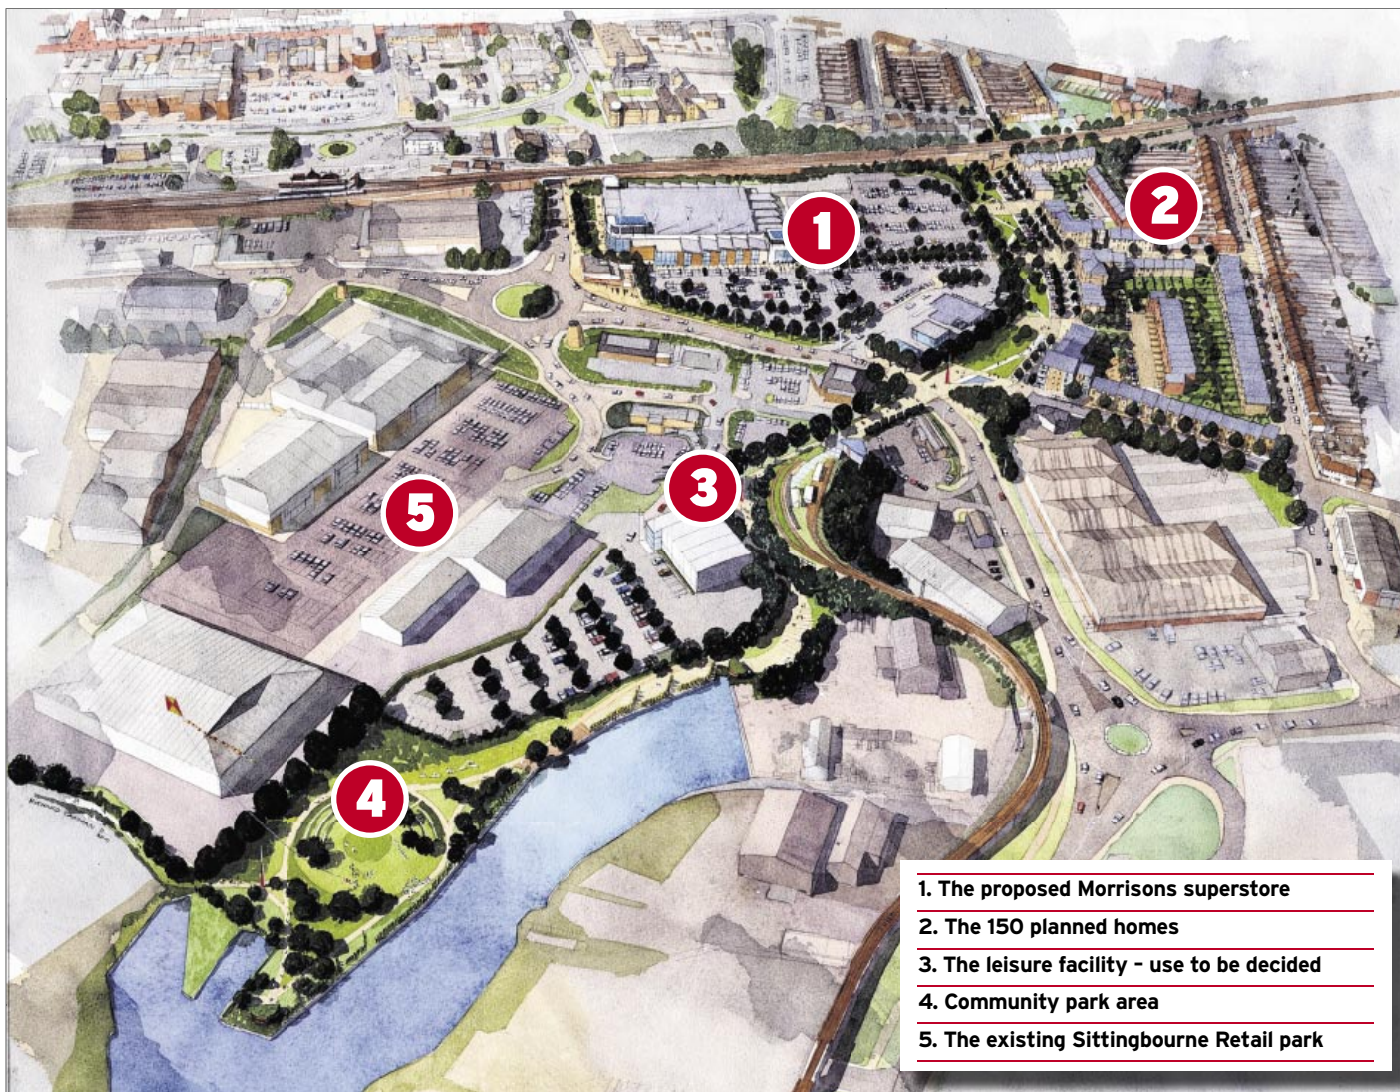 1
2
3
5
4
1. The proposed Morrisons superstore
2. The 150 planned homes
3. The leisure facility - use to be decided
4. Community park area
5. The existing Sittingbourne Retail park